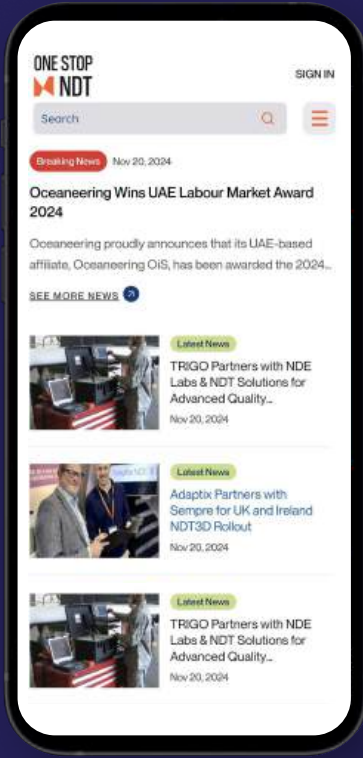 ONE STOP
NDT
SIGN IN
Search
Breaking News Nov 20, 2024
Oceaneering Wins UAE Labour Market Award
2024
Oceaneering proudly announces that its UAE-based
affiliate, Oceaneering OiS, has been awarded the 2024...
SEE MORE NEWS
Latest News
TRIGO Partners with NDE
Labs & NDT Solutions for
Advanced Quality...
Nov 20, 2024
Latest News
Adaptix Partners with
Sempre for UK and Ireland
NDT3D Rollout
Nov 20, 2024
Latest News
TRIGO Partners with NDE
Labs & NDT Solutions for
Advanced Quality...
Nov 20, 2024